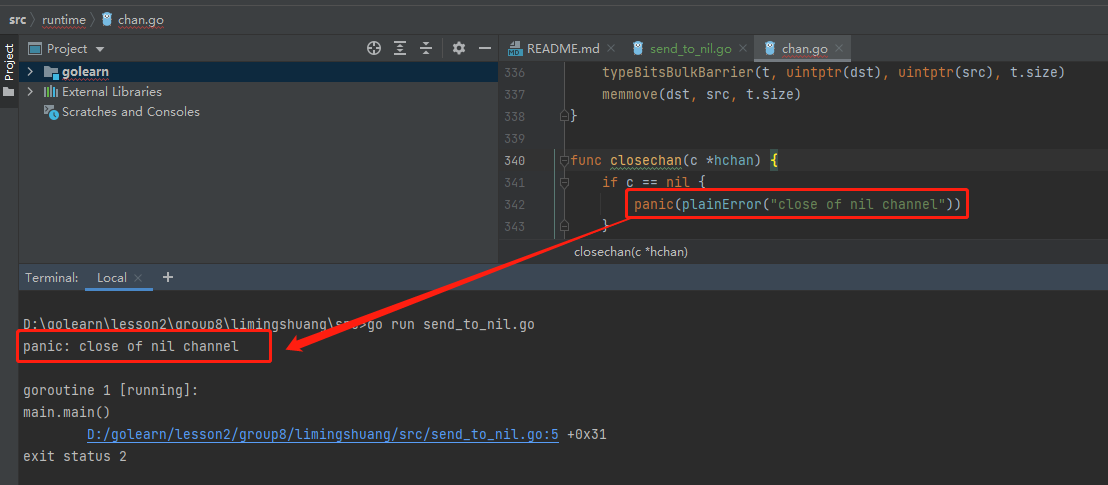 src runtime chan.go
Project
Project
README.md send_to_nil.go chan.go
golearn
External Libraries
Scratches and Consoles
336 typeBitsBulkBarrier(t, uintptr(dst), uintptr(src), t.size)
337 memmove(dst, src, t.size)
338 }
339
340 func closechan(c *hchan) {
341 if c == nil {
342 panic(plainError("close of nil channel"))
343 }
closechan(c *hchan)
Terminal: Local +
D:\golearn\lesson2\group8\limingshuang\src>go run send_to_nil.go
panic: close of nil channel
goroutine 1 [running]:
main.main()
D:/golearn/lesson2/group8/limingshuang/src/send_to_nil.go:5 +0x31
exit status 2